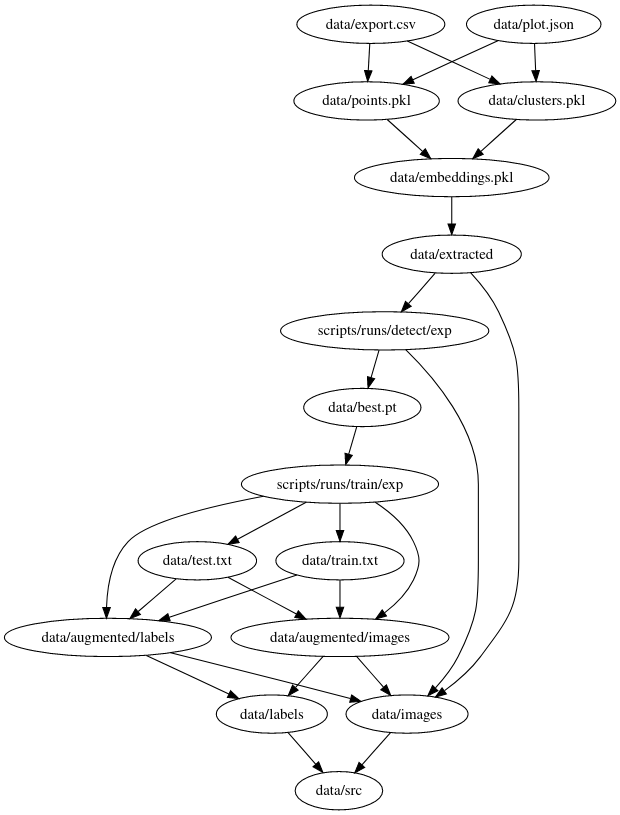 data/export.csv
data/plot.json
data/points.pkl
data/clusters.pkl
data/embeddings.pkl
data/extracted
scripts/runs/detect/exp
data/best.pt
scripts/runs/train/exp
data/test.txt
data/train.txt
data/augmented/labels
data/augmented/images
data/labels
data/images
data/src